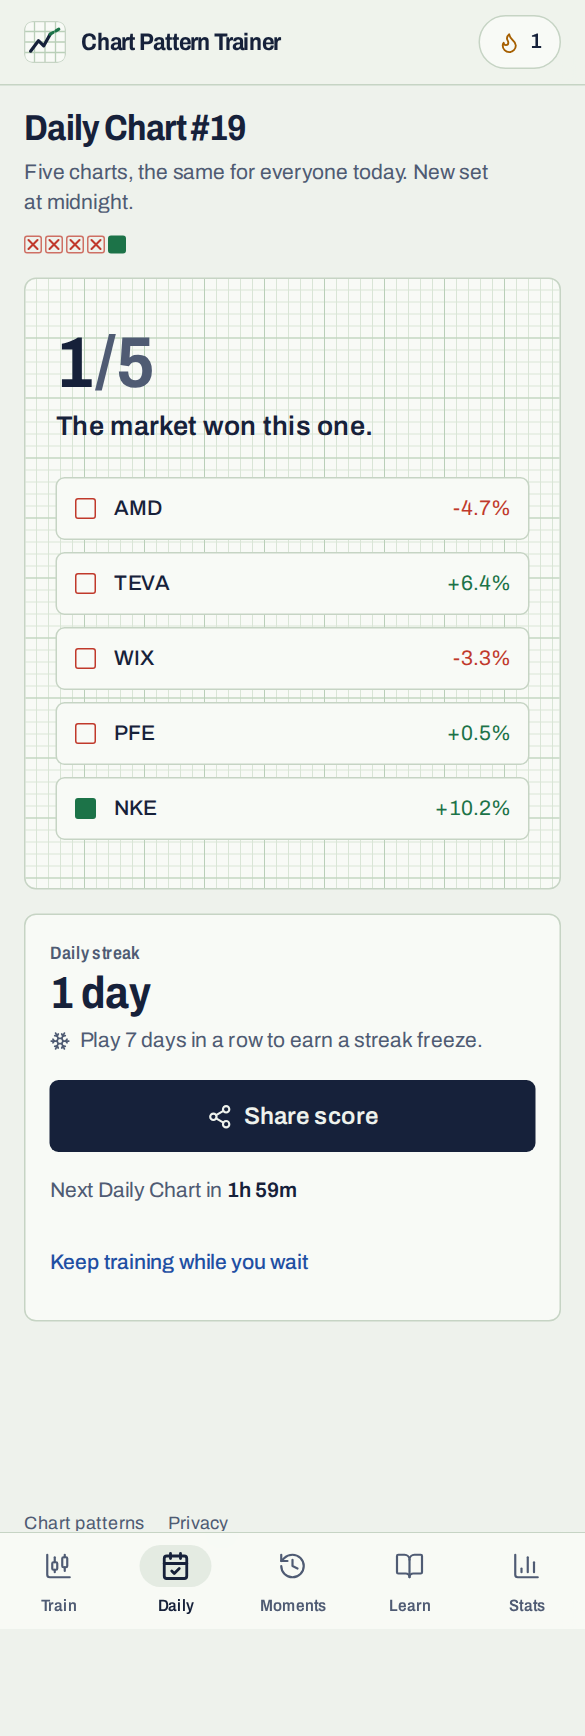 Chart Pattern Trainer
1
Daily Chart #19
Five charts, the same for everyone today. New set
at midnight.
1/5
The market won this one.
AMD -4.7%
TEVA +6.4%
WIX -3.3%
PFE +0.5%
NKE +10.2%
Daily streak
1 day
Play 7 days in a row to earn a streak freeze.
Share score
Next Daily Chart in 1h 59m
Keep training while you wait
Chart patterns Privacy
Train Daily Moments Learn Stats